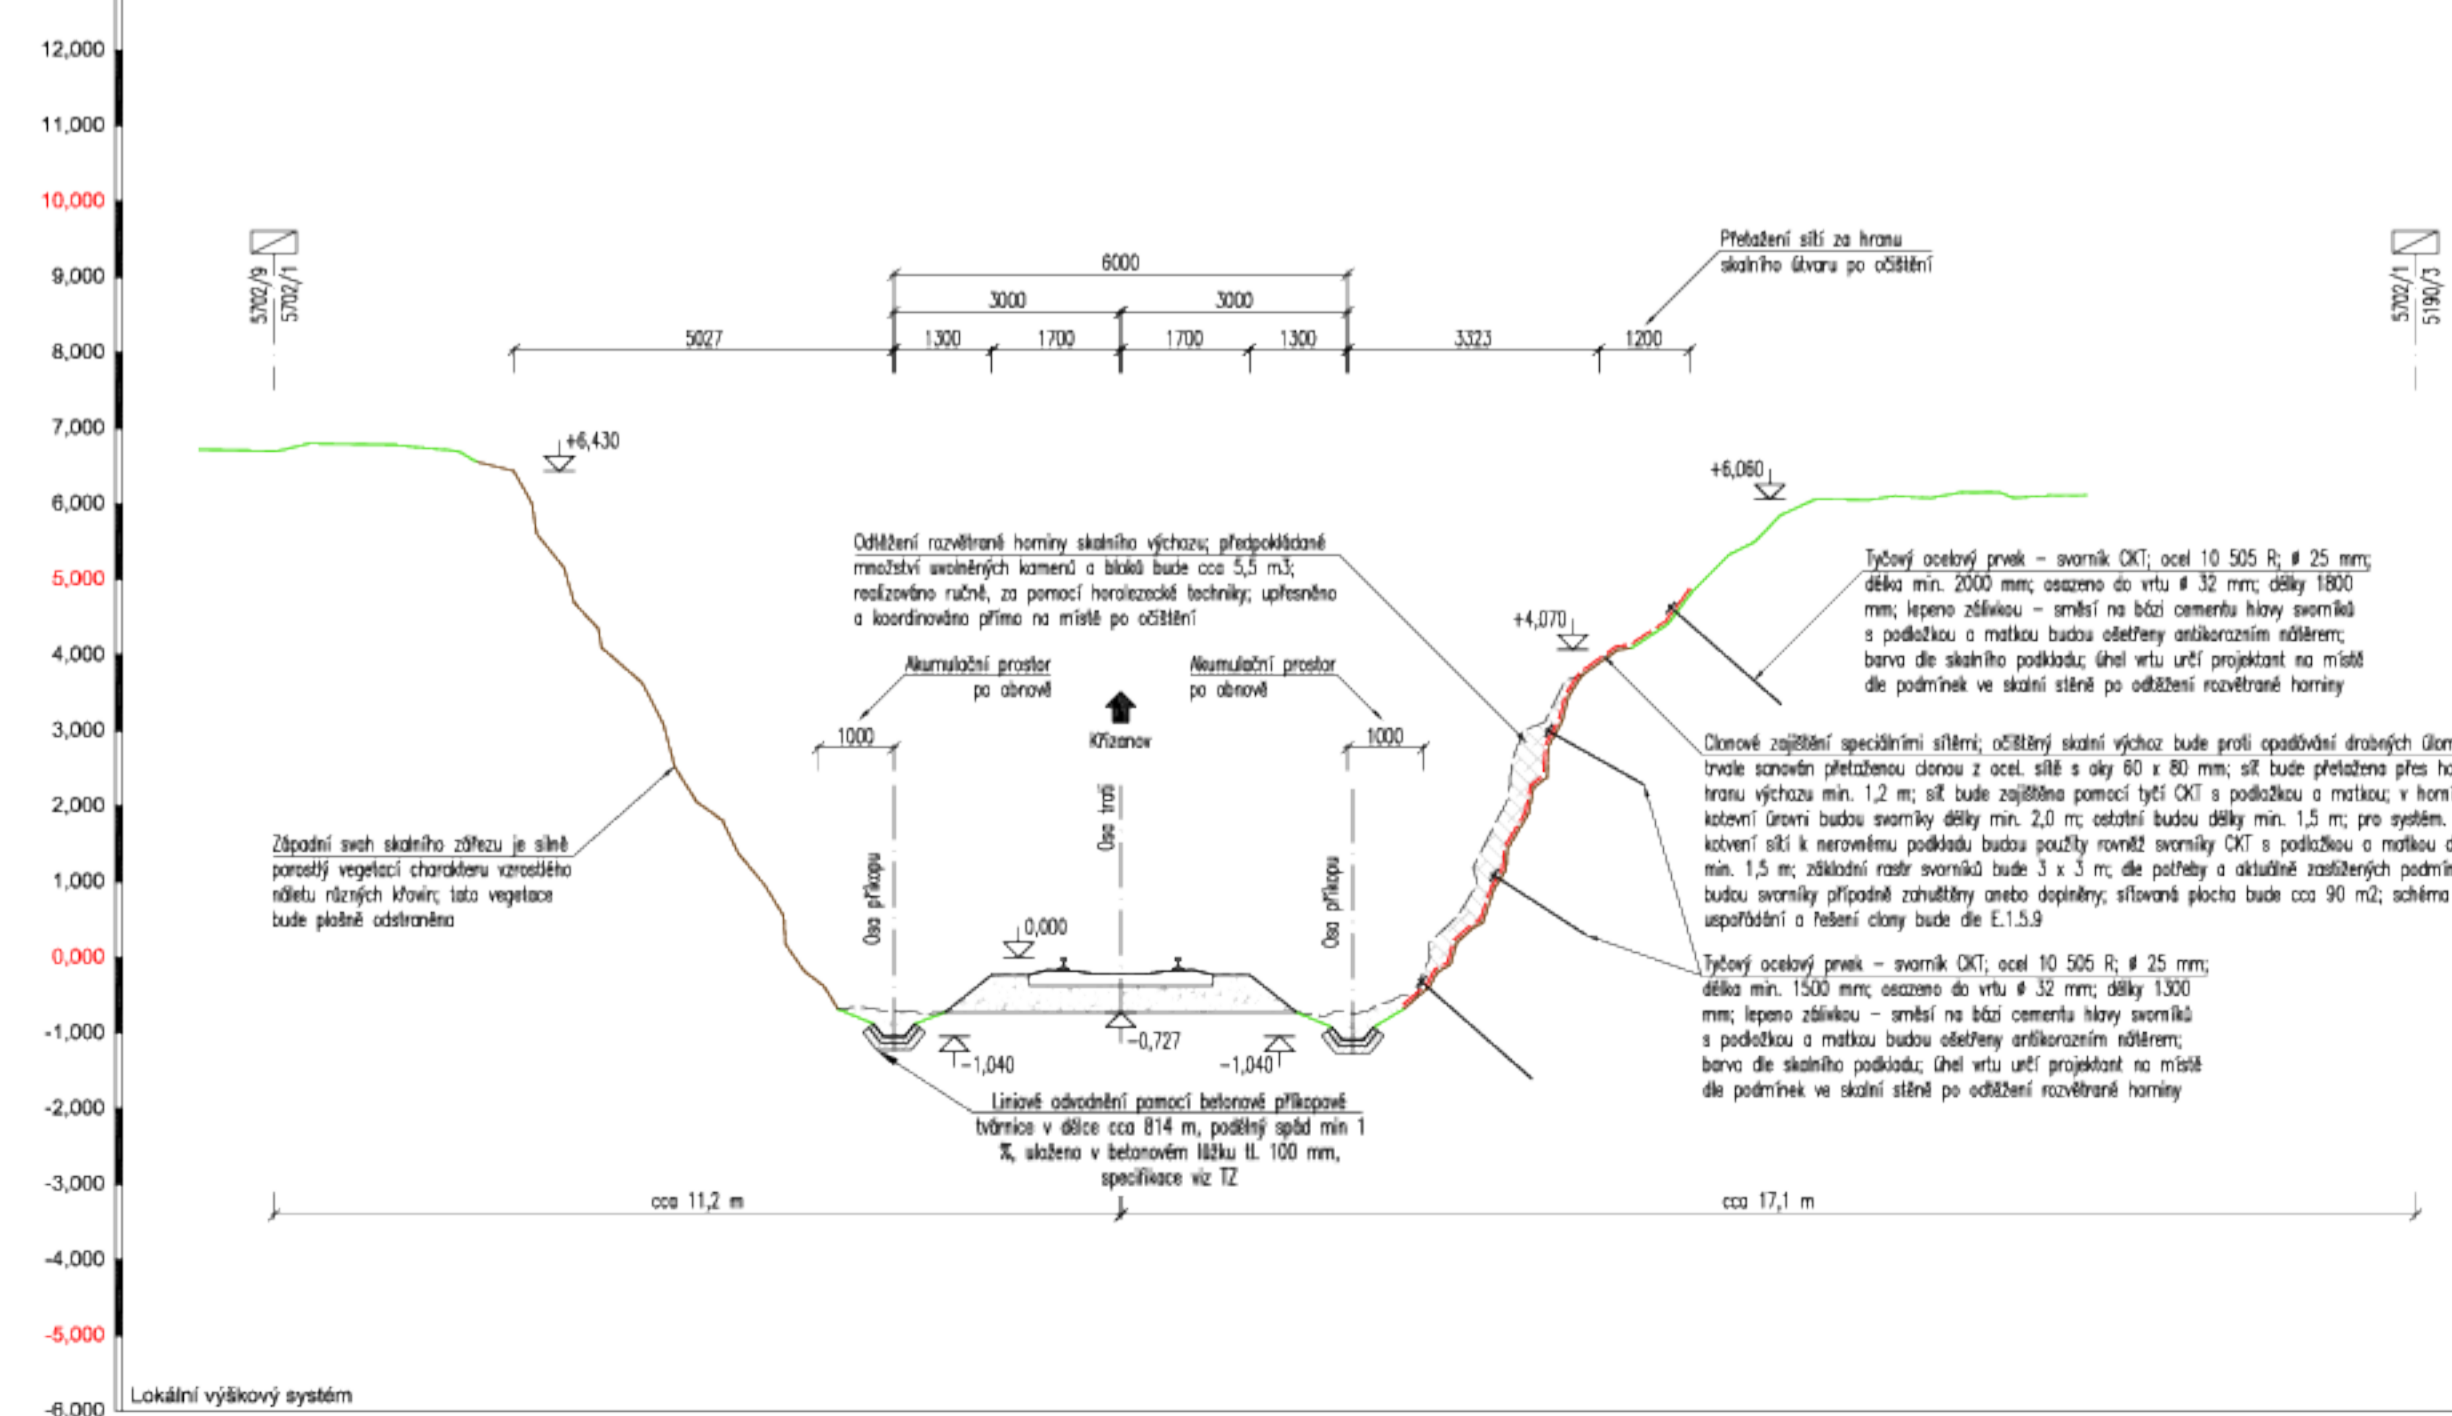 12,000
11,000
10,000
9,000
8,000
7,000
6,000
5,000
4,000
3,000
2,000
1,000
0,000
-1,000
-2,000
-3,000
-4,000
-5,000
-6,000
Lokální výškový systém
5702/9
5702/1
5702/1
5190/3
6000
3000
3000
5027
1300
1700
1700
1300
3323
1200
Přetažení sítí za hranu
skalního útvaru po očištění
+6,430
+6,060
+4,070
Odtěžení rozvětrané horniny skalního výchozu; předpokládané
množství uvolněných kamenů a bloků bude cca 5,5 m3;
realizováno ručně, za pomocí horolezecké techniky; upřesněno
a koordinováno přímo na místě po očištění
Akumulační prostor
po obnově
Akumulační prostor
po obnově
1000
1000
Křižanov
Osa trati
Osa příkopu
Osa příkopu
Západní svah skalního zářezu je silně
porostlý vegetací charakteru vzrostlého
náletu různých křovin; tato vegetace
bude plošně odstraněna
0,000
-0,727
-1,040
-1,040
Liniové odvodnění pomocí betonové příkopové
tvárnice v délce cca 814 m, podélný spád min 1
%, uloženo v betonovém lůžku tl. 100 mm,
specifikace viz TZ
Tyčový ocelový prvek – svorník CKT; ocel 10 505 R; ø 25 mm;
délka min. 2000 mm; osazeno do vrtu ø 32 mm; délky 1800
mm; lepeno zálivkou – směsí na bázi cementu hlavy svorníků
s podložkou a matkou budou ošetřeny antikorozním nátěrem;
barva dle skalního podkladu; úhel vrtu určí projektant na místě
dle podmínek ve skalní stěně po odtěžení rozvětrané horniny
Clonové zajištění speciálními sítěmi; očištěný skalní výchoz bude proti opadávání drobných úlom
trvale sanován přetaženou clonou z ocel. sítě s oky 60 x 80 mm; síť bude přetažena přes ho
hranu výchozu min. 1,2 m; síť bude zajištěna pomocí tyčí CKT s podložkou a matkou; v horní
kotevní úrovni budou svorníky délky min. 2,0 m; ostatní budou délky min. 1,5 m; pro systém.
kotvení sítí k nerovnému podkladu budou použity rovněž svorníky CKT s podložkou a matkou d
min. 1,5 m; základní rastr svorníků bude 3 x 3 m; dle potřeby a aktuálně zastižených podmín
budou svorníky případně zahuštěny anebo doplněny; síťovaná plocha bude cca 90 m2; schéma
uspořádání a řešení clony bude dle E.1.5.9
Tyčový ocelový prvek – svorník CKT; ocel 10 505 R; ø 25 mm;
délka min. 1500 mm; osazeno do vrtu ø 32 mm; délky 1300
mm; lepeno zálivkou – směsí na bázi cementu hlavy svorníků
s podložkou a matkou budou ošetřeny antikorozním nátěrem;
barva dle skalního podkladu; úhel vrtu určí projektant na místě
dle podmínek ve skalní stěně po odtěžení rozvětrané horniny
cca 11,2 m
cca 17,1 m